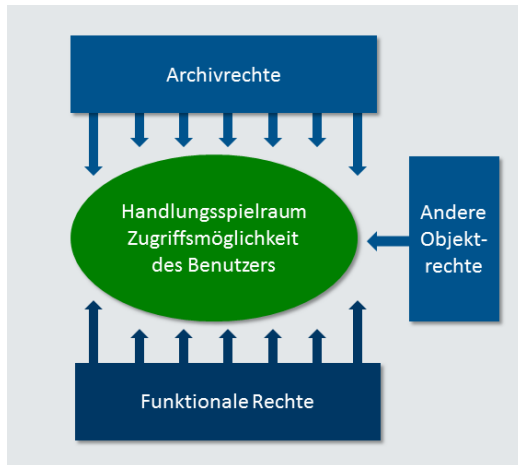 Archivrechte
Handlungsspielraum
Zugriffsmöglichkeit
des Benutzers
Andere
Objekt-
rechte
Funktionale Rechte